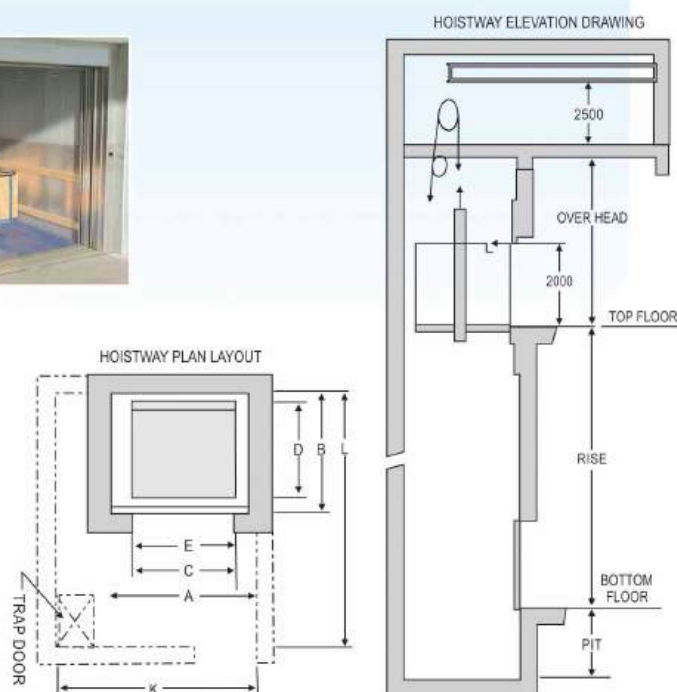 HOISTWAY ELEVATION DRAWING
2500
OVER HEAD
L
2000
TOP FLOOR
RISE
BOTTOM
FLOOR
PIT
HOISTWAY PLAN LAYOUT
D
B
L
E
C
A
TRAP DOOR
K